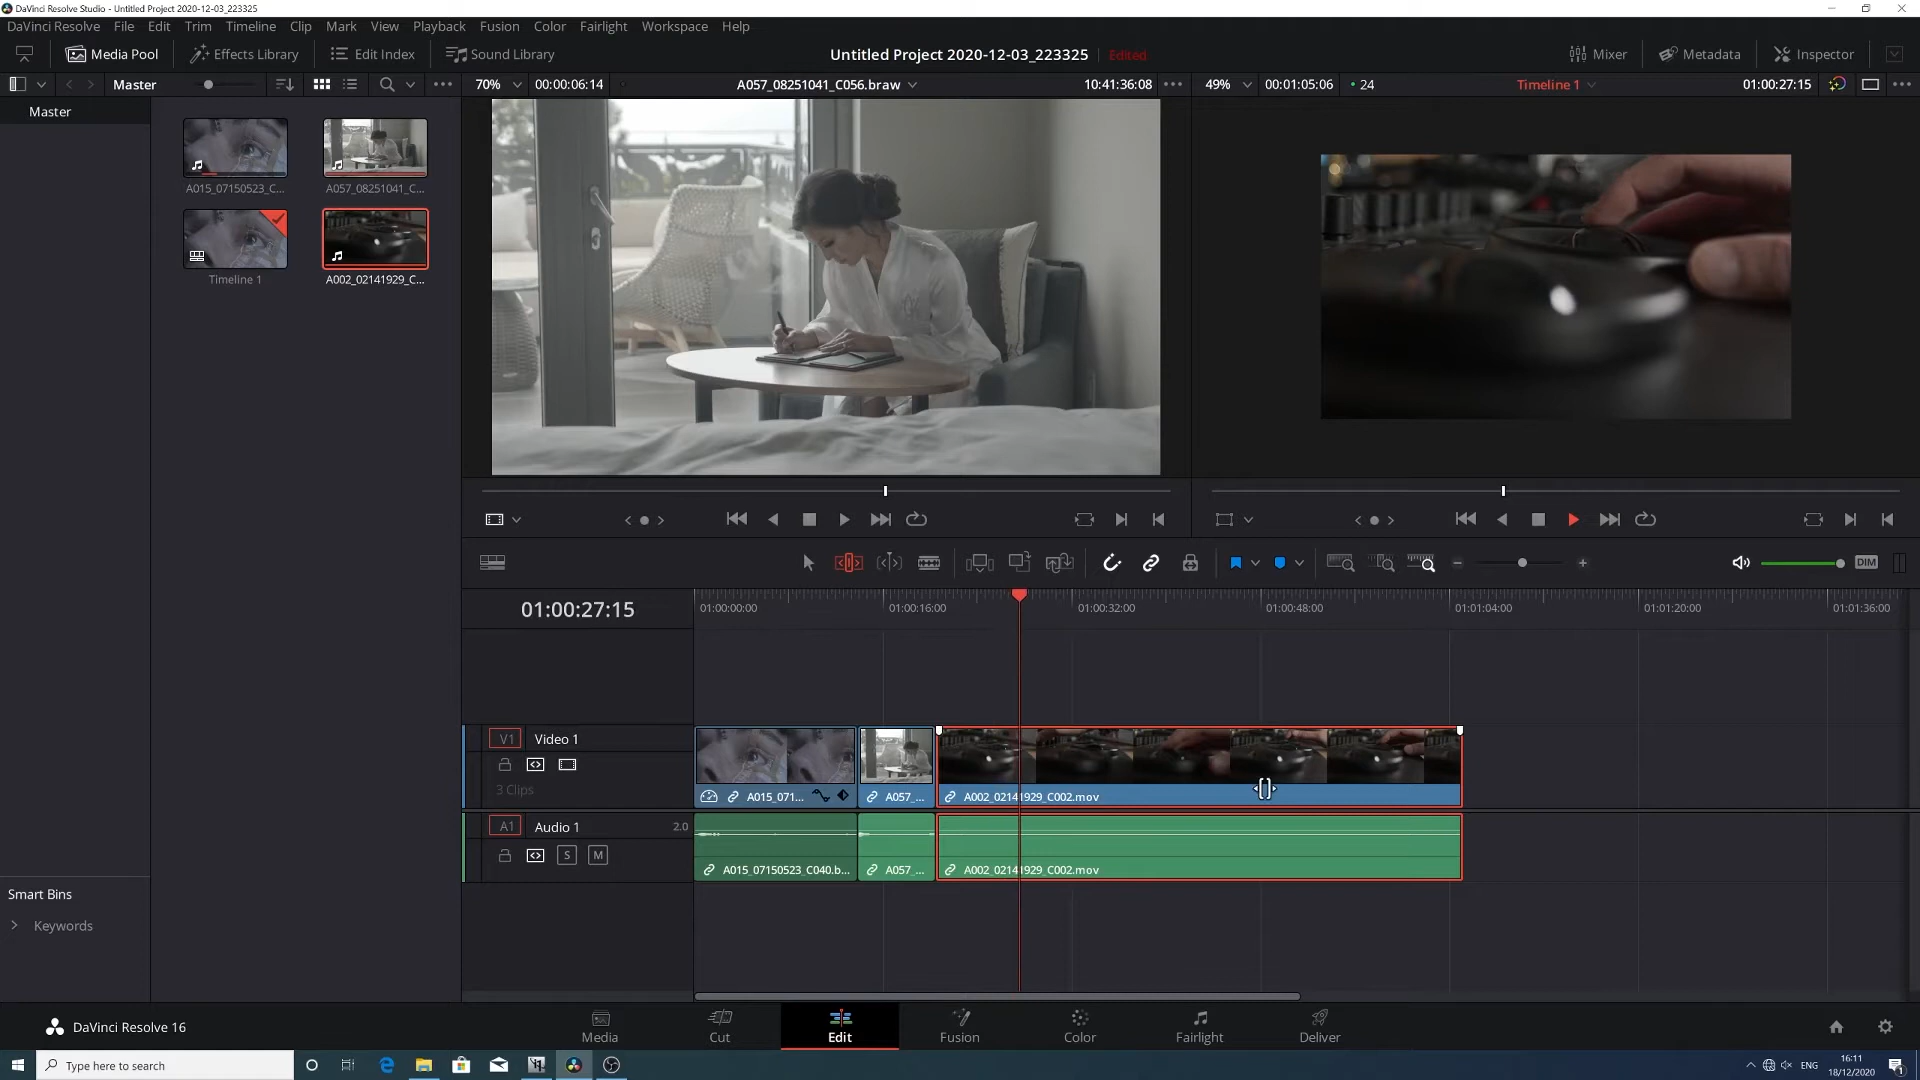 DaVinci Resolve Studio - Untitled Project 2020-12-03_223325
DaVinci Resolve File Edit Trim Timeline Clip Mark View Playback Fusion Color Fairlight Workspace Help
Media Pool Effects Library Edit Index Sound Library Untitled Project 2020-12-03_223325 Edited Mixer Metadata Inspector
Master 70% 00:00:06:14 A057_08251041_C056.braw 10:41:36:08 49% 00:01:05:06 24 Timeline 1 01:00:27:15
Master
A015_07150523_C... A057_08251041_C...
Timeline 1 A002_02141929_C...
DIM
01:00:27:15
01:00:00:00 01:00:16:00 01:00:32:00 01:00:48:00 01:01:04:00 01:01:20:00 01:01:36:00
V1 Video 1
3 Clips
A015_071... A057_... A002_02141929_C002.mov
A1 Audio 1 2.0
S M
A015_07150523_C040.b... A057_... A002_02141929_C002.mov
Smart Bins
Keywords
DaVinci Resolve 16
Media Cut Edit Fusion Color Fairlight Deliver
Type here to search
ENG
16:11
18/12/2020
1